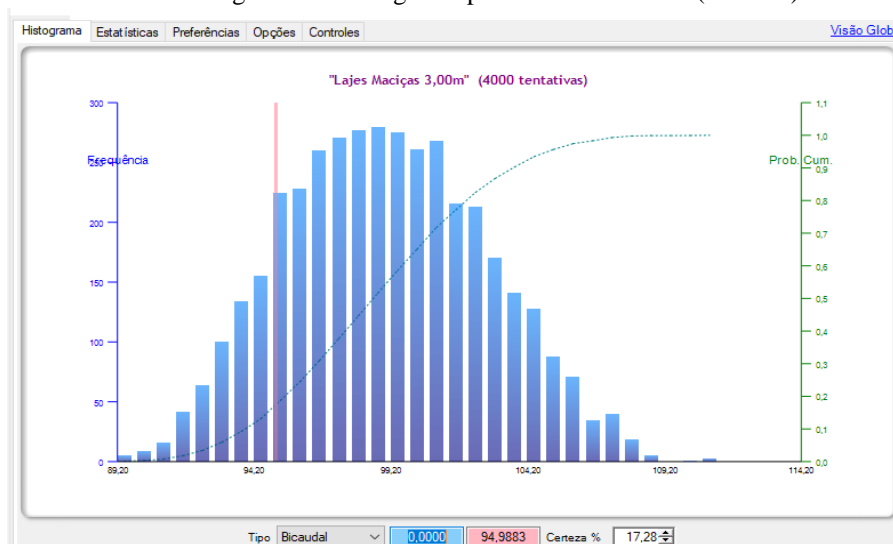 Histograma Estatísticas Preferências Opções Controles Visão Glob
"Lajes Maciças 3,00m" (4000 tentativas)
300 1,1
1,0
Frequência 250 Prob. Cum. 0,9
0,8
200
0,7
0,6
150
0,5
0,4
100
0,3
50 0,2
0,1
0 0,0
89,20 94,20 99,20 104,20 109,20 114,20
Tipo Bicaudal 0,0000 94,9883 Certeza % 17,28